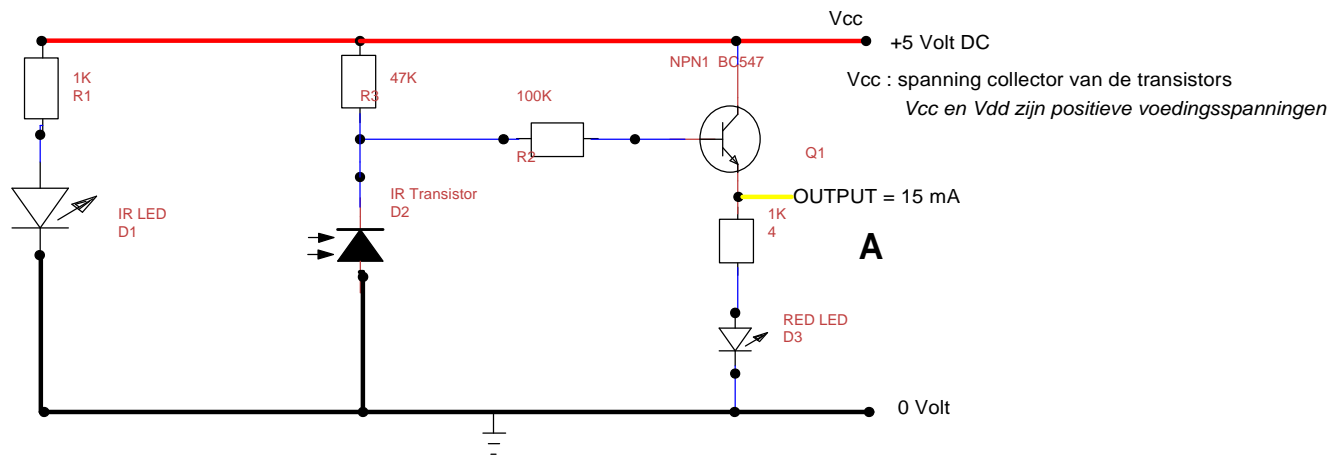 Vcc
+5 Volt DC
1K
R1
47K
R3
NPN1 BC547
Vcc : spanning collector van de transistors
Vcc en Vdd zijn positieve voedingsspanningen
100K
R2
Q1
IR LED
D1
IR Transistor
D2
OUTPUT = 15 mA
1K
4
A
RED LED
D3
0 Volt